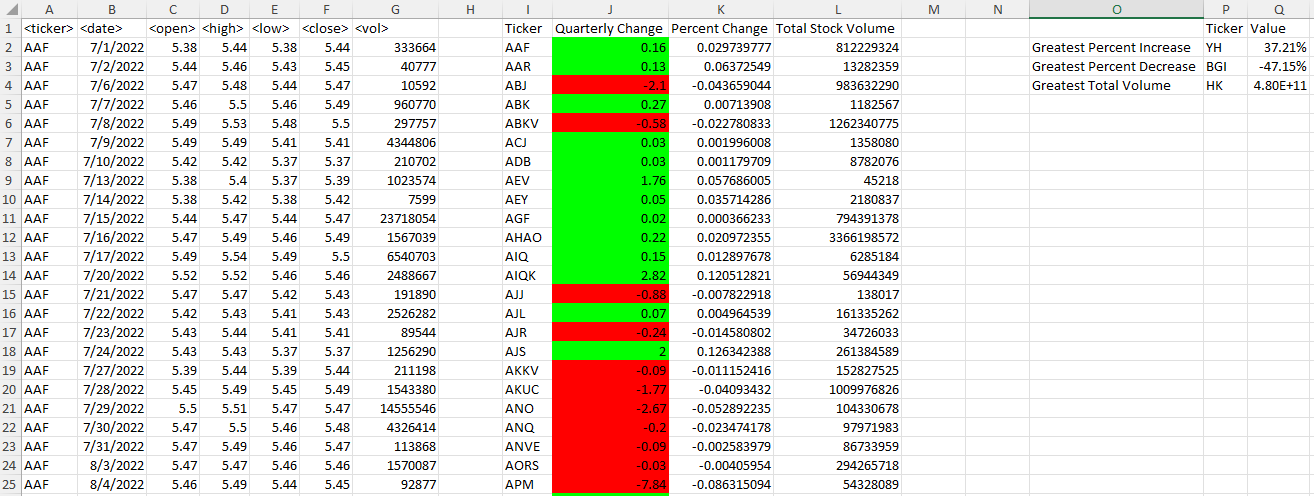 A B C D E F G H I J K L M N O P Q
1 <ticker> <date> <open> <high> <low> <close> <vol> Ticker Quarterly Change Percent Change Total Stock Volume Ticker Value
2 AAF 7/1/2022 5.38 5.44 5.38 5.44 333664 AAF 0.16 0.029739777 812229324 Greatest Percent Increase YH 37.21%
3 AAF 7/2/2022 5.44 5.46 5.43 5.45 40777 AAR 0.13 0.06372549 13282359 Greatest Percent Decrease BGI -47.15%
4 AAF 7/6/2022 5.47 5.48 5.44 5.47 10592 ABJ -2.1 -0.043659044 983632290 Greatest Total Volume HK 4.80E+11
5 AAF 7/7/2022 5.46 5.5 5.46 5.49 960770 ABK 0.27 0.00713908 1182567
6 AAF 7/8/2022 5.49 5.53 5.48 5.5 297757 ABKV -0.58 -0.022780833 1262340775
7 AAF 7/9/2022 5.49 5.49 5.41 5.41 4344806 ACJ 0.03 0.001996008 1358080
8 AAF 7/10/2022 5.42 5.42 5.37 5.37 210702 ADB 0.03 0.001179709 8782076
9 AAF 7/13/2022 5.38 5.4 5.37 5.39 1023574 AEV 1.76 0.057686005 45218
10 AAF 7/14/2022 5.38 5.42 5.38 5.42 7599 AEY 0.05 0.035714286 2180837
11 AAF 7/15/2022 5.44 5.47 5.44 5.47 23718054 AGF 0.02 0.000366233 794391378
12 AAF 7/16/2022 5.47 5.49 5.46 5.49 1567039 AHAO 0.22 0.020972355 3366198572
13 AAF 7/17/2022 5.49 5.54 5.49 5.5 6540703 AIQ 0.15 0.012897678 6285184
14 AAF 7/20/2022 5.52 5.52 5.46 5.46 2488667 AIQK 2.82 0.120512821 56944349
15 AAF 7/21/2022 5.47 5.47 5.42 5.43 191890 AJJ -0.88 -0.007822918 138017
16 AAF 7/22/2022 5.42 5.43 5.41 5.43 2526282 AJL 0.07 0.004964539 161335262
17 AAF 7/23/2022 5.43 5.44 5.41 5.41 89544 AJR -0.24 -0.014580802 34726033
18 AAF 7/24/2022 5.43 5.43 5.37 5.37 1256290 AJS 2 0.126342388 261384589
19 AAF 7/27/2022 5.39 5.44 5.39 5.44 211198 AKKV -0.09 -0.011152416 152827525
20 AAF 7/28/2022 5.45 5.49 5.45 5.49 1543380 AKUC -1.77 -0.04093432 1009976826
21 AAF 7/29/2022 5.5 5.51 5.47 5.47 14555546 ANO -2.67 -0.052892235 104330678
22 AAF 7/30/2022 5.47 5.5 5.46 5.48 4326414 ANQ -0.2 -0.023474178 97971983
23 AAF 7/31/2022 5.47 5.49 5.46 5.47 113868 ANVE -0.09 -0.002583979 86733959
24 AAF 8/3/2022 5.47 5.47 5.46 5.46 1570087 AORS -0.03 -0.00405954 294265718
25 AAF 8/4/2022 5.46 5.49 5.44 5.45 92877 APM -7.84 -0.086315094 54328089